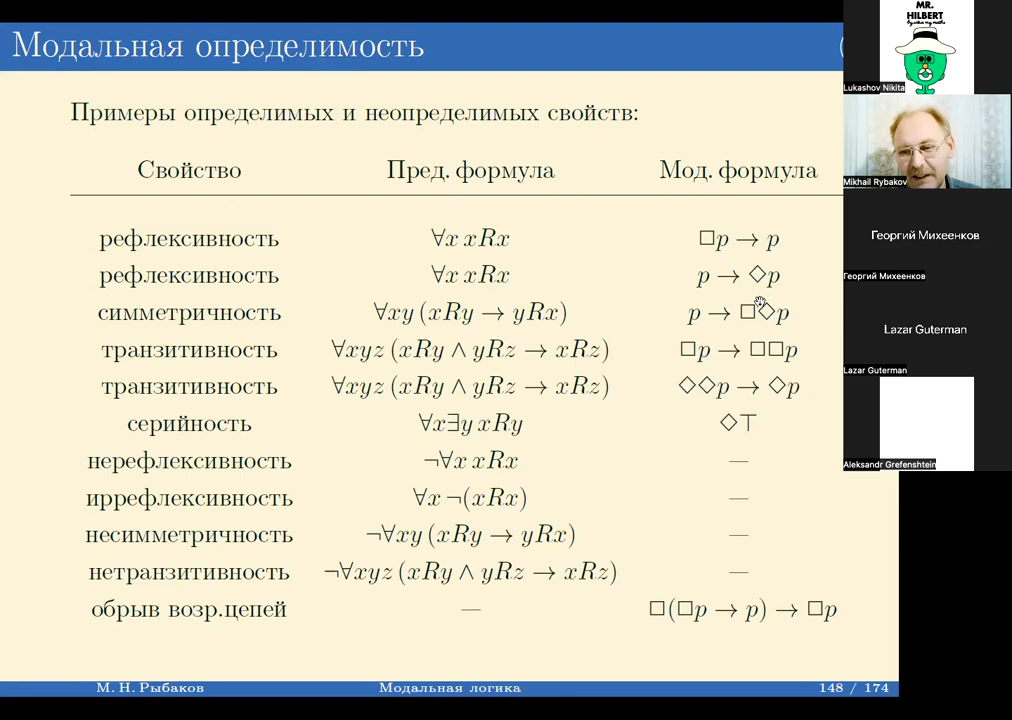 Модальная определимость
Примеры определимых и неопределимых свойств:
Свойство Пред. формула Мод. формула
рефлексивность ∀x xRx □p → p
рефлексивность ∀x xRx p → ◇p
симметричность ∀xy (xRy → yRx) p → □◇p
транзитивность ∀xyz (xRy ∧ yRz → xRz) □p → □□p
транзитивность ∀xyz (xRy ∧ yRz → xRz) ◇◇p → ◇p
серийность ∀x∃y xRy ◇⊤
нерефлексивность ¬∀x xRx —
иррефлексивность ∀x ¬(xRx) —
несимметричность ¬∀xy (xRy → yRx) —
нетранзитивность ¬∀xyz (xRy ∧ yRz → xRz) —
обрыв возр.цепей — □(□p → p) → □p
М. Н. Рыбаков Модальная логика 148 / 174
MR.
HILBERT
Lukashov Nikita
Mikhail Rybakov
Георгий Михеенков
Георгий Михеенков
Lazar Guterman
Lazar Guterman
Aleksandr Grefenshtein